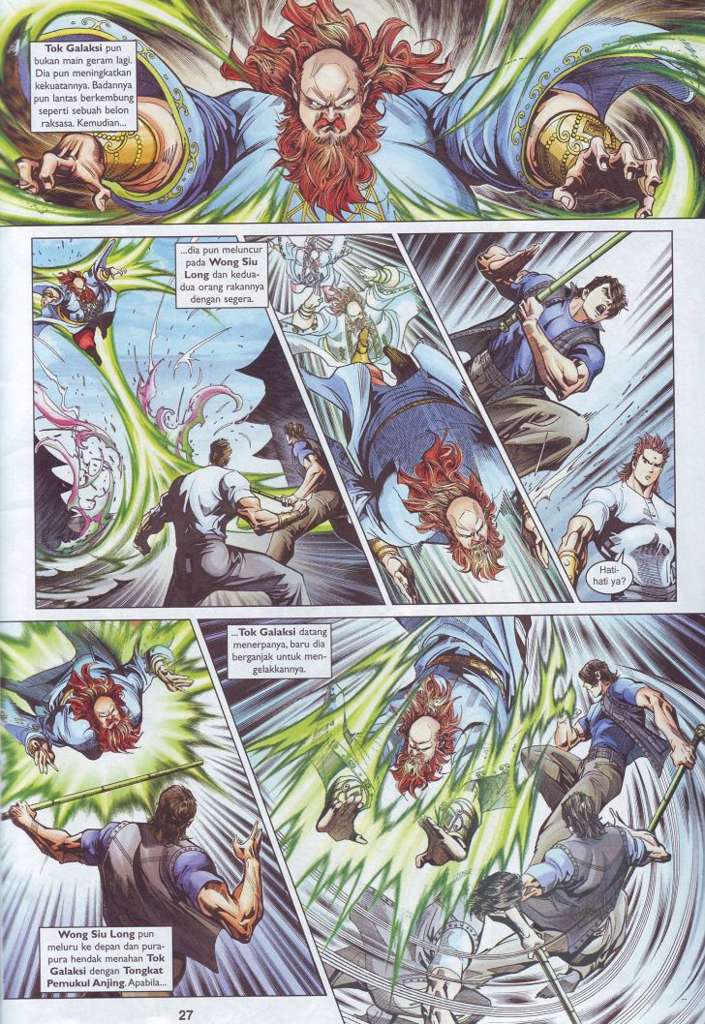 Tok Galaksi pun
bukan main geram lagi.
Dia pun meningkatkan
kekuatannya. Badannya
pun lantas berkembung
seperti sebuah belon
raksasa. Kemudian...
...dia pun meluncur
pada Wong Siu
Long dan kedua-
dua orang rakannya
dengan segera.
Hati-
hati ya?
...Tok Galaksi datang
menerpanya, baru dia
berganjak untuk men-
gelakkannya.
Wong Siu Long pun
meluru ke depan dan pura-
pura hendak menahan Tok
Galaksi dengan Tongkat
Pemukul Anjing. Apabila...
27